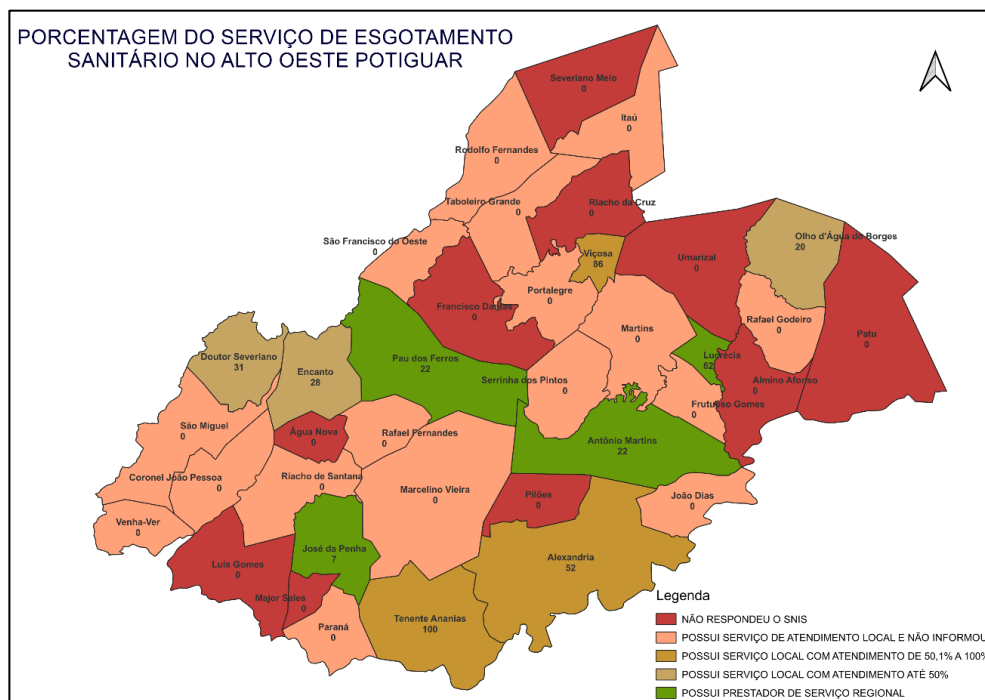 PORCENTAGEM DO SERVIÇO DE ESGOTAMENTO
SANITÁRIO NO ALTO OESTE POTIGUAR
Severiano Melo
0
Itaú
0
Rodolfo Fernandes
0
Taboleiro Grande
0
Riacho da Cruz
0
São Francisco do Oeste
0
Viçosa
86
Umarizal
0
Olho d'Água do Borges
20
Portalegre
0
Francisco Dantas
0
Rafael Godeiro
0
Patu
0
Martins
0
Lucrécia
62
Doutor Severiano
31
Encanto
28
Pau dos Ferros
22
Serrinha dos Pintos
0
Almino Afonso
0
Frutuoso Gomes
0
São Miguel
0
Água Nova
0
Rafael Fernandes
0
Antônio Martins
22
Coronel João Pessoa
0
Riacho de Santana
0
Marcelino Vieira
0
Pilões
0
João Dias
0
Venha-Ver
0
José da Penha
7
Alexandria
52
Luís Gomes
0
Major Sales
0
Paraná
0
Tenente Ananias
100
Legenda
NÃO RESPONDEU O SNIS
POSSUI SERVIÇO DE ATENDIMENTO LOCAL E NÃO INFORMOU
POSSUI SERVIÇO LOCAL COM ATENDIMENTO DE 50,1% A 100%
POSSUI SERVIÇO LOCAL COM ATENDIMENTO ATÉ 50%
POSSUI PRESTADOR DE SERVIÇO REGIONAL